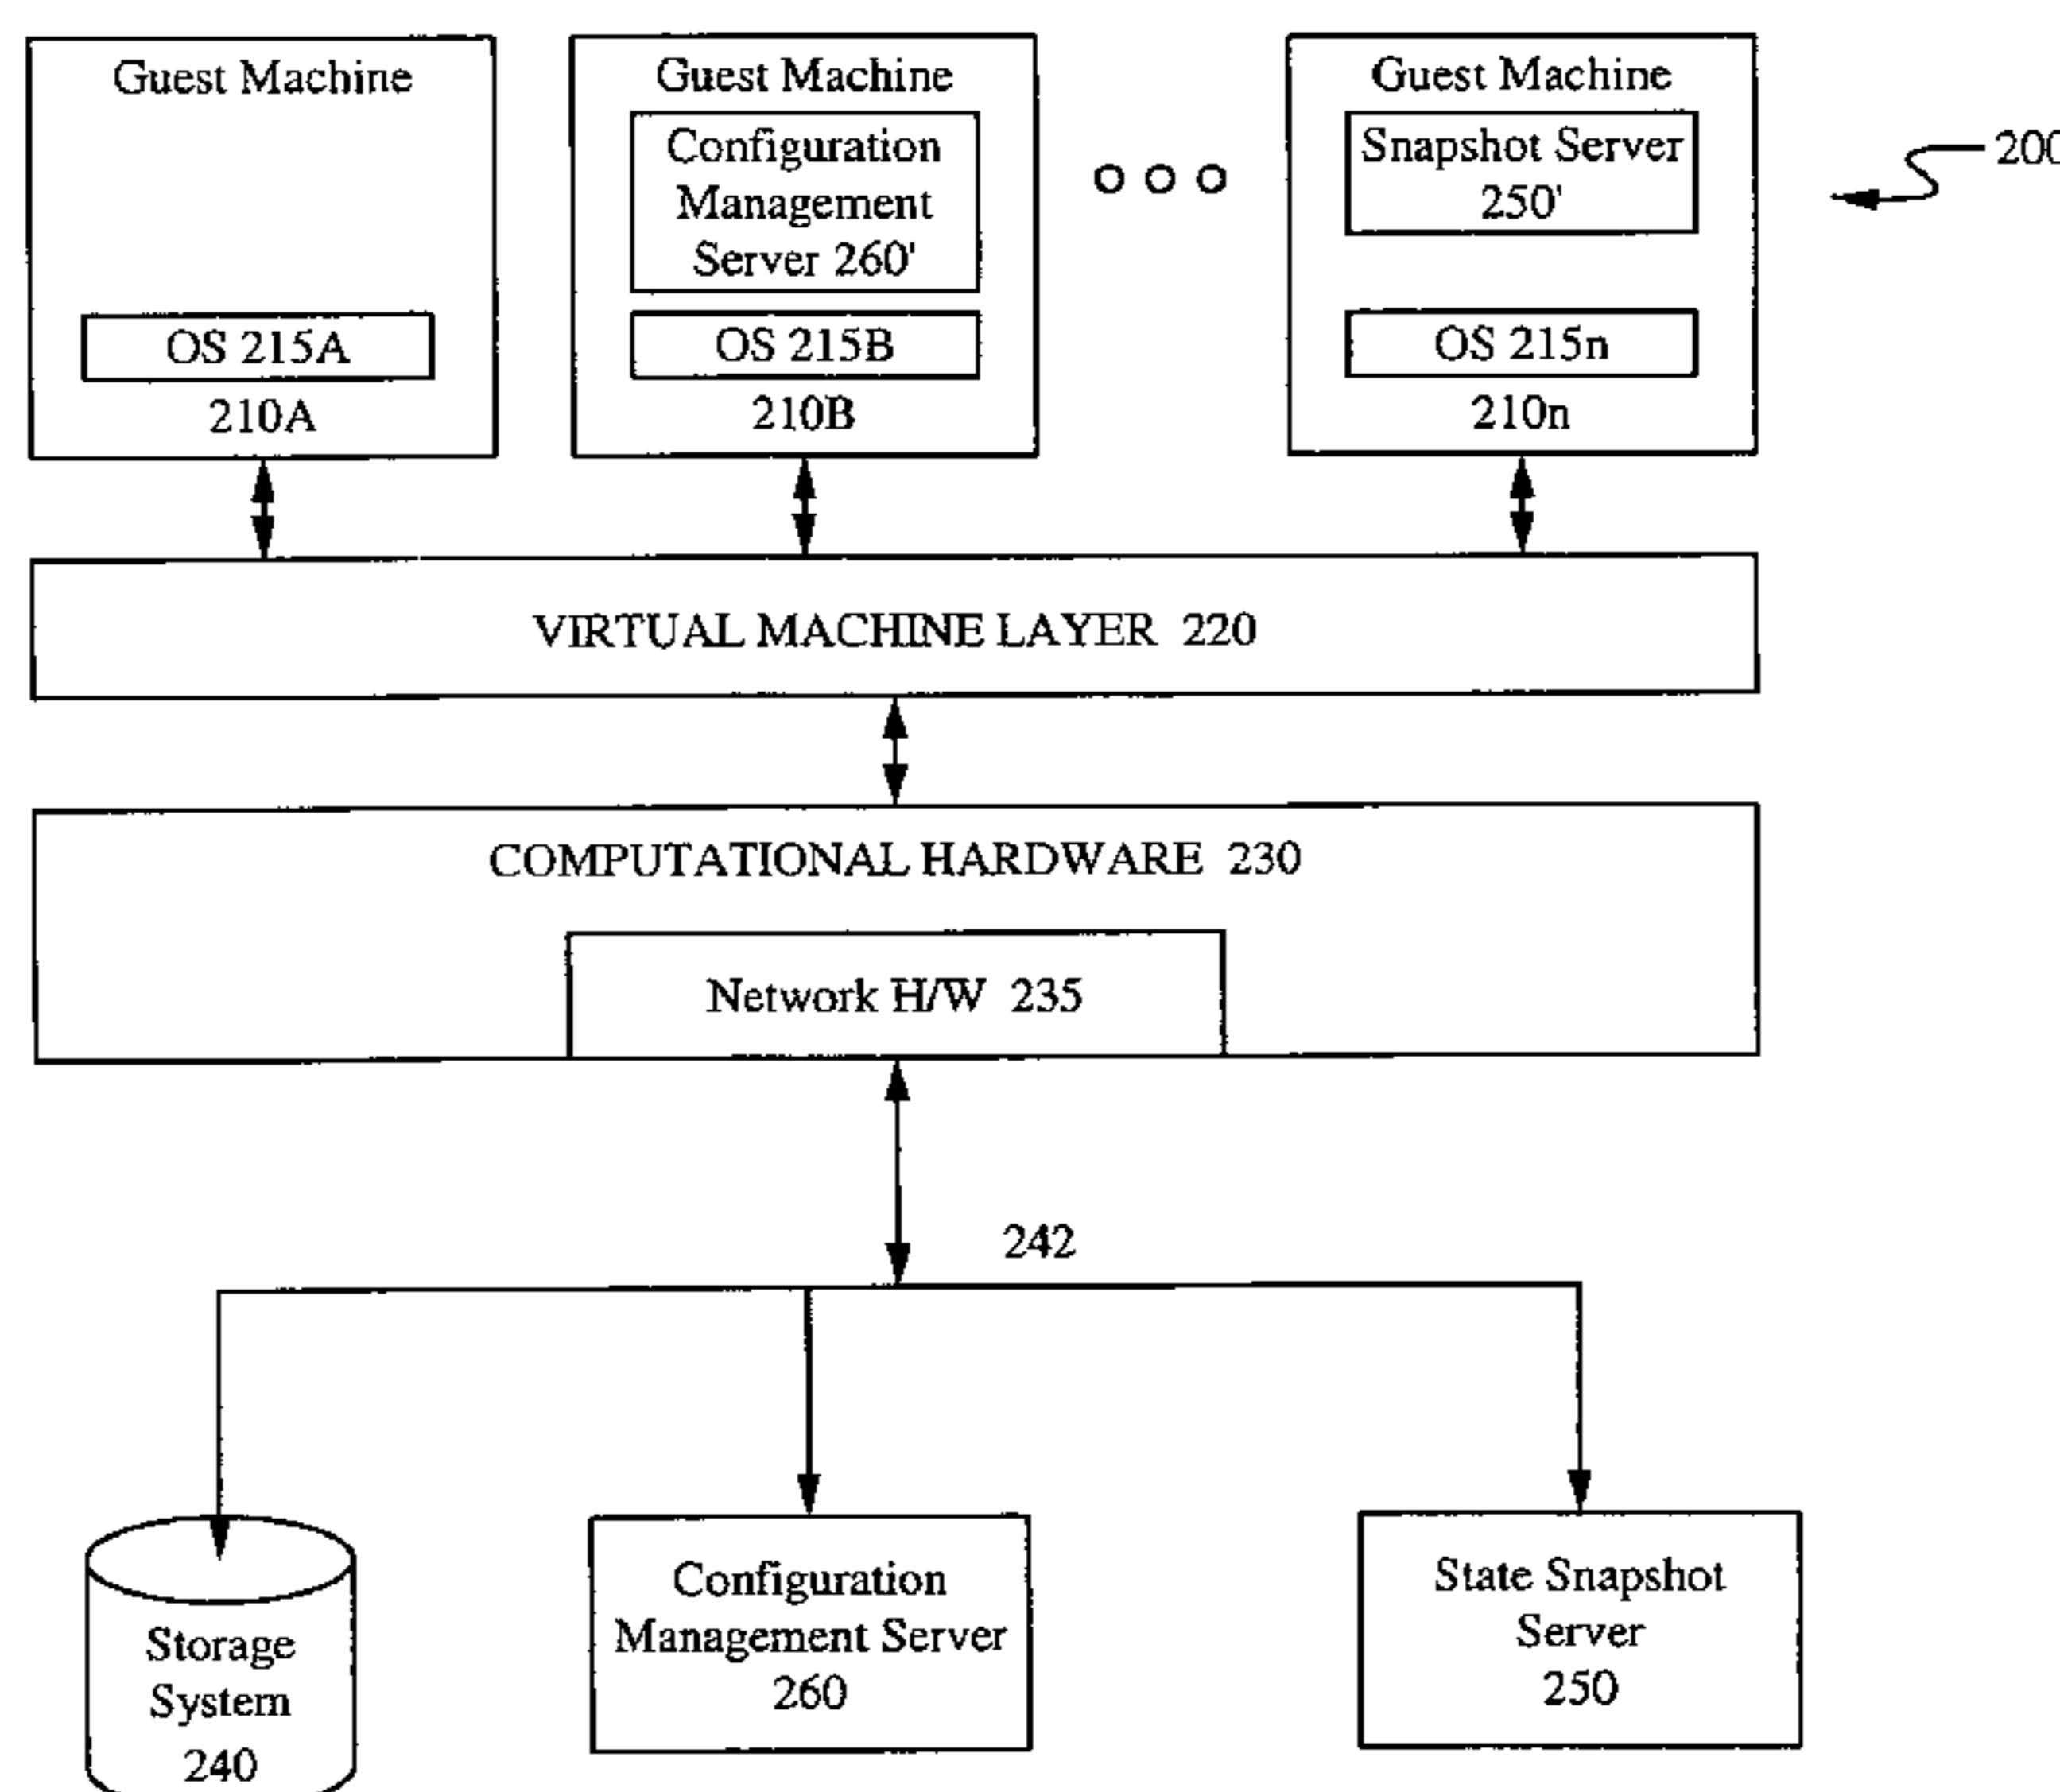 Guest Machine
OS 215A
210A
Guest Machine
Configuration
Management
Server 260'
OS 215B
210B
Guest Machine
Snapshot Server
250'
OS 215n
210n
200
VIRTUAL MACHINE LAYER 220
COMPUTATIONAL HARDWARE 230
Network H/W 235
242
Storage
System
240
Configuration
Management Server
260
State Snapshot
Server
250